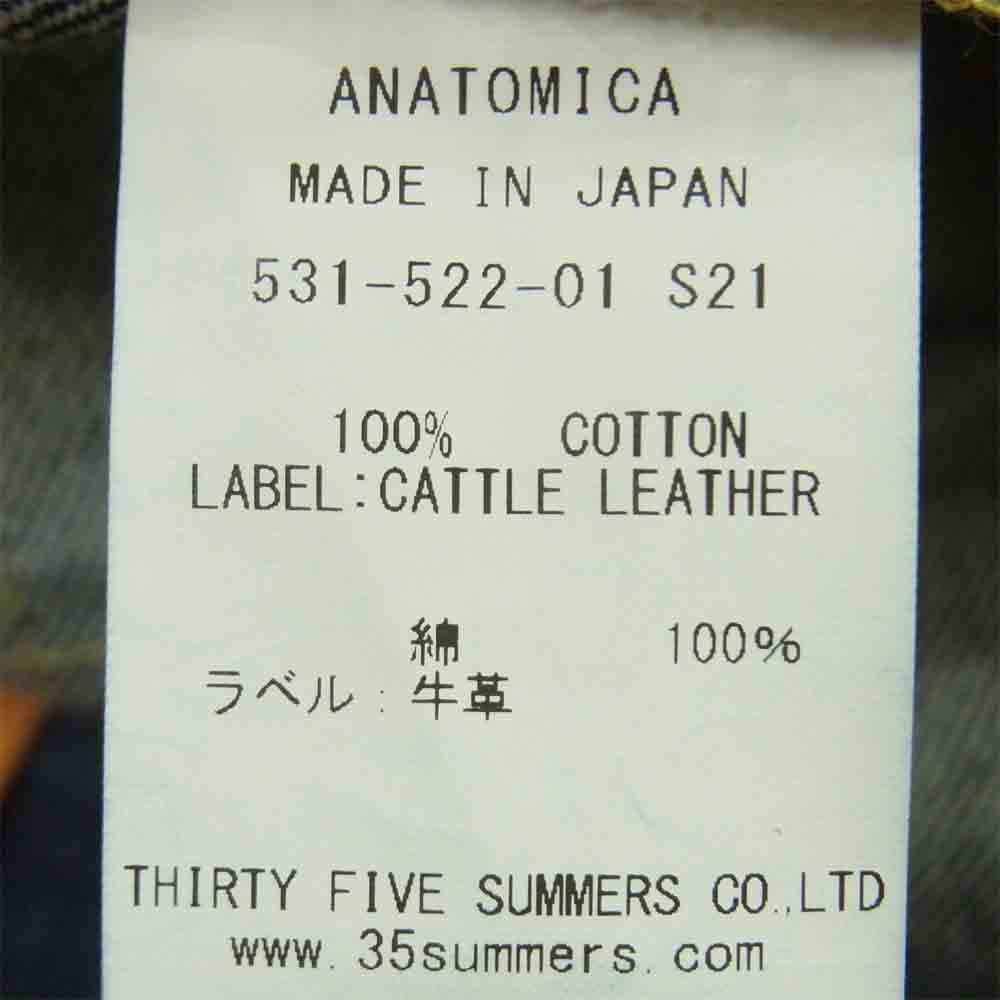 ANATOMICA
MADE IN JAPAN
531-522-01 S21
100% COTTON
LABEL:CATTLE LEATHER
綿 100%
ラベル:牛革
THIRTY FIVE SUMMERS CO.,LTD
www.35summers.com